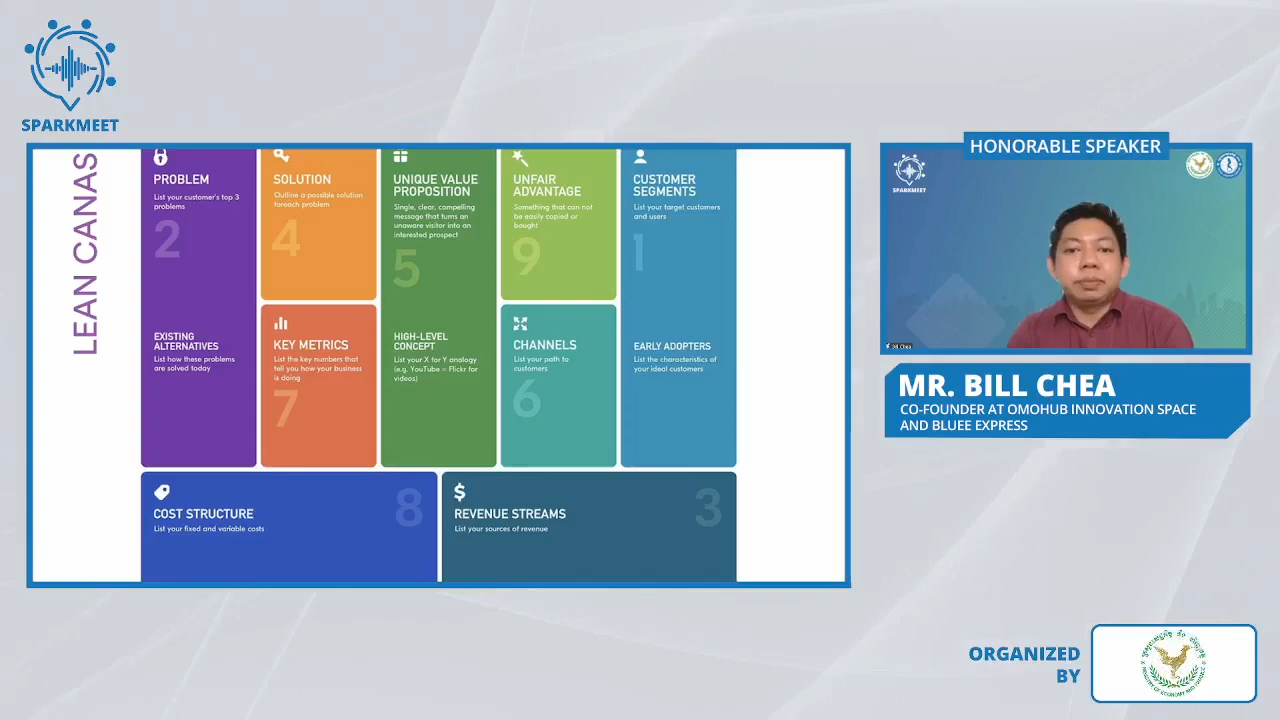 SPARKMEET
LEAN CANAS
PROBLEM
List your customer's top 3
problems
2
EXISTING
ALTERNATIVES
List how these problems
are solved today
SOLUTION
Outline a possible solution
foreach problem
4
KEY METRICS
List the key numbers that
tell you how your business
is doing
7
UNIQUE VALUE
PROPOSITION
Single, clear, compelling
message that turns an
unaware visitor into an
interested prospect
5
HIGH-LEVEL
CONCEPT
List your X for Y analogy
(e.g. YouTube = Flickr for
videos)
UNFAIR
ADVANTAGE
Something that can not
be easily copied or
bought
9
CHANNELS
List your path to
customers
6
CUSTOMER
SEGMENTS
List your target customers
and users
1
EARLY ADOPTERS
List the characteristics of
your ideal customers
COST STRUCTURE
List your fixed and variable costs
8
$
REVENUE STREAMS
List your sources of revenue
3
HONORABLE SPEAKER
SPARKMEET
Bill Chea
MR. BILL CHEA
CO-FOUNDER AT OMOHUB INNOVATION SPACE
AND BLUEE EXPRESS
ORGANIZED
BY